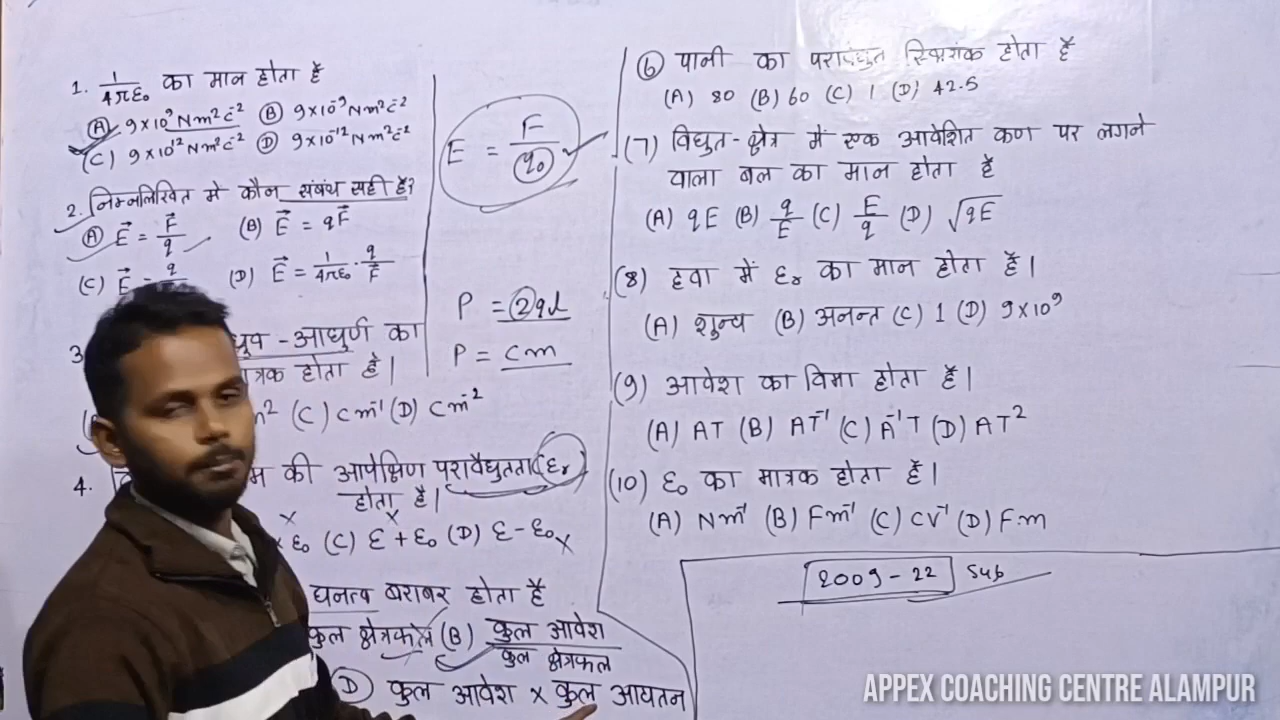 1. 1/4πε₀ का मान होता है
(A) 9×10⁹ Nm²c⁻² (B) 9×10⁻⁹ Nm²c⁻²
(C) 9×10¹² Nm²c⁻² (D) 9×10⁻¹² Nm²c⁻²
2. निम्नलिखित मे कौन संबंध सही है?
(A) E⃗ = F⃗/q (B) E⃗ = qF⃗
(C) E⃗ = q (D) E⃗ = 1/4πε₀ · q/F⃗
3. ध्रुव - आधुर्ण का
मात्रक होता है।
m² (C) cm⁻¹ (D) cm⁻²
4. की आपेक्षिण परावैधुतता (εᵣ)
होता है।
× ε₀ (C) ε + ε₀ (D) ε - ε₀
घनत्व बराबर होता है
कुल क्षेत्रफल (B) कुल आवेश / कुल क्षेत्रफल
(D) कुल आवेश × कुल आयतन
E = F/q₀
P = 2ql
P = cm
(6) पानी का होता है
(A) 80 (B) 60 (C) 1 (D) 42.5
(7) विधुत-क्षेत्र में एक आवेशित कण पर लगने
वाला बल का मान होता है
(A) qE (B) q/E (C) E/q (D) √qE
(8) हवा में εᵣ का मान होता है।
(A) शुन्य (B) अनन्त (C) 1 (D) 9×10⁹
(9) आवेश का विमा होता है।
(A) AT (B) AT⁻¹ (C) A⁻¹T (D) AT²
(10) ε₀ का मात्रक होता है।
(A) Nm⁻¹ (B) Fm⁻¹ (C) CV⁻¹ (D) F.m
2009 - 22 Sub
APPEX COACHING CENTRE ALAMPUR